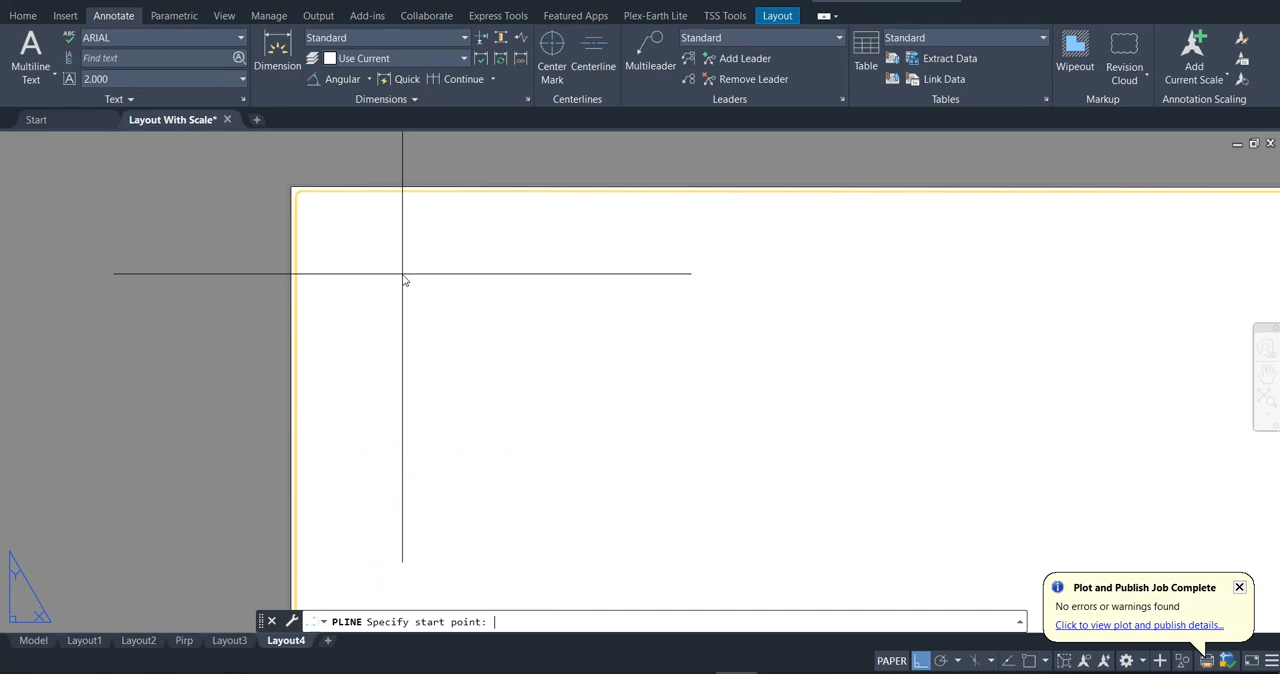 Home Insert Annotate Parametric View Manage Output Add-ins Collaborate Express Tools Featured Apps Plex-Earth Lite TSS Tools Layout
Multiline
Text
ABC
ARIAL
Find text
2.000
Text
Dimension
Standard
Use Current
Angular Quick Continue
Dimensions
Center
Mark
Centerline
Centerlines
Multileader
Standard
Add Leader
Remove Leader
Leaders
Table
Standard
Extract Data
Link Data
Tables
Wipeout
Revision
Cloud
Markup
Add
Current Scale
Annotation Scaling
Start Layout With Scale*
Y
X
Plot and Publish Job Complete
No errors or warnings found
Click to view plot and publish details...
PLINE Specify start point:
Model Layout1 Layout2 Pirp Layout3 Layout4
PAPER